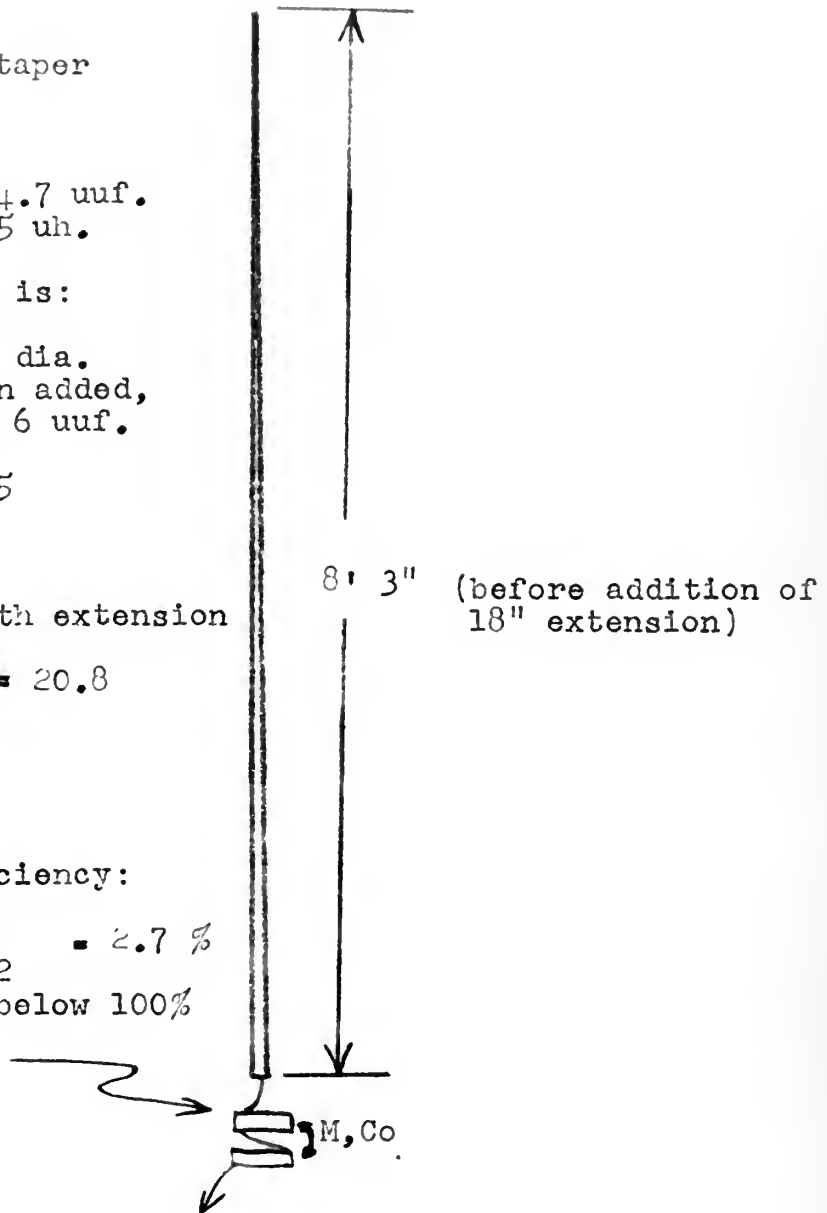 taper
4.7 uuf.
5 uh.
is:
dia.
n added,
6 uuf.
5
8' 3" (before addition of
18" extension)
th extension
= 20.8
ciency:
= 2.7 %
2
below 100%
M,Co